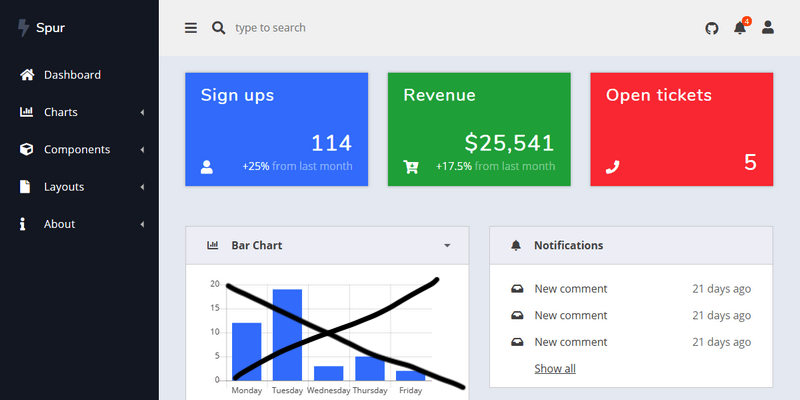 Spur
type to search
4
Dashboard
Charts
Components
Layouts
About
Sign ups
114
+25% from last month
Revenue
$25,541
+17.5% from last month
Open tickets
5
Bar Chart
20
15
10
5
0
Monday Tuesday Wednesday Thursday Friday
Notifications
New comment 21 days ago
New comment 21 days ago
New comment 21 days ago
Show all